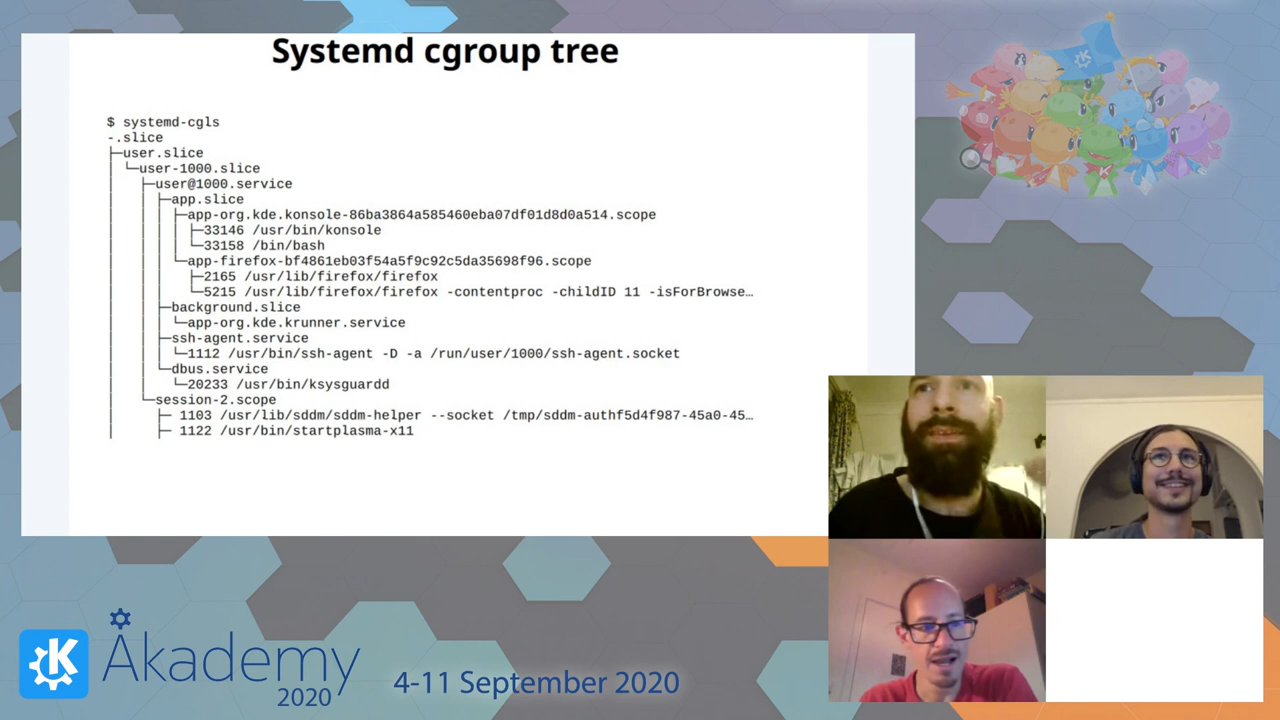 Systemd cgroup tree
$ systemd-cgls
-.slice
├─user.slice
│ └─user-1000.slice
│   ├─user@1000.service
│   │ ├─app.slice
│   │ │ ├─app-org.kde.konsole-86ba3864a585460eba07df01d8d0a514.scope
│   │ │ │ ├─33146 /usr/bin/konsole
│   │ │ │ └─33158 /bin/bash
│   │ │ └─app-firefox-bf4861eb03f54a5f9c92c5da35698f96.scope
│   │ │   ├─2165 /usr/lib/firefox/firefox
│   │ │   └─5215 /usr/lib/firefox/firefox -contentproc -childID 11 -isForBrowse…
│   │ ├─background.slice
│   │ │ └─app-org.kde.krunner.service
│   │ ├─ssh-agent.service
│   │ │ └─1112 /usr/bin/ssh-agent -D -a /run/user/1000/ssh-agent.socket
│   │ └─dbus.service
│   │   └─20233 /usr/bin/ksysguardd
│   └─session-2.scope
│     ├─ 1103 /usr/lib/sddm/sddm-helper --socket /tmp/sddm-authf5d4f987-45a0-45…
│     ├─ 1122 /usr/bin/startplasma-x11
K
Akademy
2020
4-11 September 2020